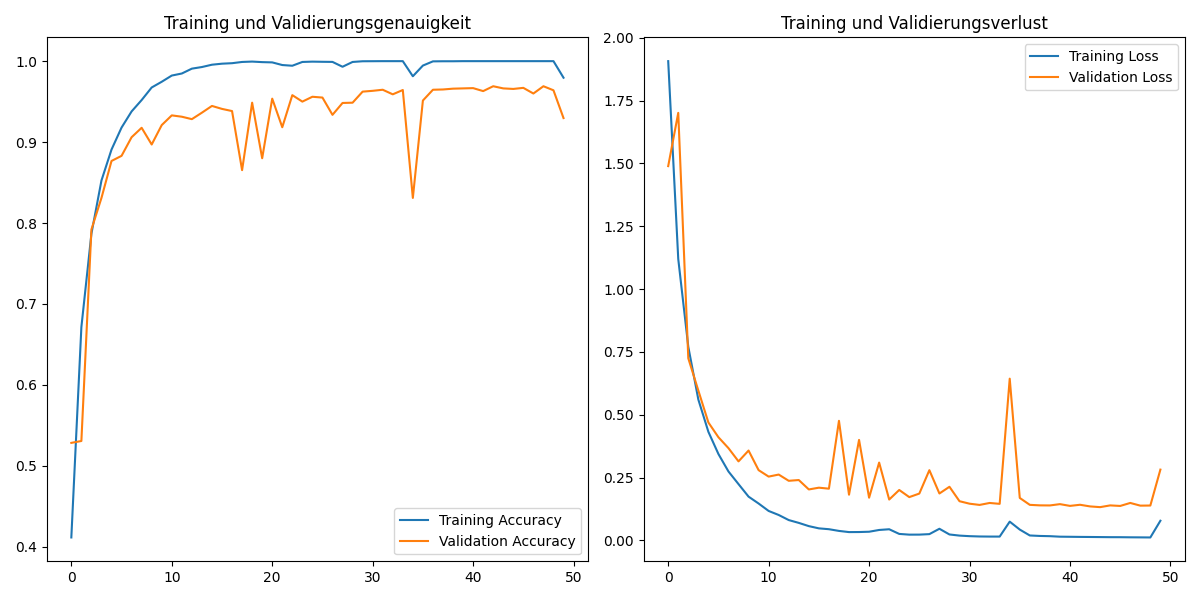 Training und Validierungsgenauigkeit
1.0
0.9
0.8
0.7
0.6
0.5
0.4
0 10 20 30 40 50
Training Accuracy
Validation Accuracy
Training und Validierungsverlust
2.00
1.75
1.50
1.25
1.00
0.75
0.50
0.25
0.00
0 10 20 30 40 50
Training Loss
Validation Loss